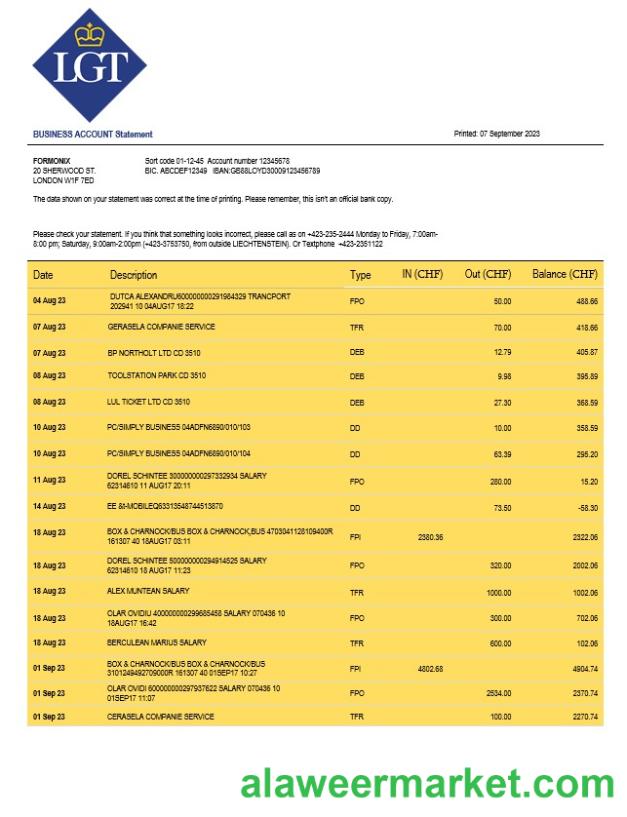 LGT
BUSINESS ACCOUNT Statement
Printed: 07 September 2023
FORMONIX
20 SHERWOOD ST.
LONDON W1F 7ED
Sort code 01-12-45 Account number 12345678
BIC. ABCDEF12349 IBAN:GB88LOYD30009123456789
The data shown on your statement was correct at the time of printing. Please remember, this isn't an official bank copy.
Please check your statement. If you think that something looks incorrect, please call as on +423-235-2444 Monday to Friday, 7:00am-
8:00 pm; Saturday, 9:00am-2:00pm (+423-3753750, from outside LIECHTENSTEIN). Or Textphone +423-2351122
Date Description Type IN (CHF) Out (CHF) Balance (CHF)
04 Aug 23 DUTCA ALEXANDRU600000000291984329 TRANCPORT FPO 50.00 488.66
202941 10 04AUG17 18:22
07 Aug 23 GERASELA COMPANIE SERVICE TFR 70.00 418.66
07 Aug 23 BP NORTHOLT LTD CD 3510 DEB 12.79 405.87
08 Aug 23 TOOLSTATION PARK CD 3510 DEB 9.98 395.89
08 Aug 23 LUL TICKET LTD CD 3510 DEB 27.30 368.59
10 Aug 23 PC/SIMPLY BUSINESS 04ADFN6890/010/103 DD 10.00 358.59
10 Aug 23 PC/SIMPLY BUSINESS 04ADFN6890/010/104 DD 63.39 295.20
11 Aug 23 DOREL SCHINTEE 300000000297332934 SALARY FPO 280.00 15.20
62314610 11 AUG17 20:11
14 Aug 23 EE &t-MOBILEQ63313548744513870 DD 73.50 -58.30
18 Aug 23 BOX & CHARNOCK/BUS BOX & CHARNOCK,BUS 4703041128109400R FPI 2380.36 2322.06
161307 40 18AUG17 03:11
18 Aug 23 DOREL SCHINTEE 500000000294914525 SALARY FPO 320.00 2002.06
62314610 18 AUG17 11:23
18 Aug 23 ALEX MUNTEAN SALARY TFR 1000.00 1002.06
18 Aug 23 OLAR OVIDIU 400000000299685458 SALARY 070436 10 FPO 300.00 702.06
18AUG17 16:42
18 Aug 23 BERCULEAN MARIUS SALARY TFR 600.00 102.06
01 Sep 23 BOX & CHARNOCK/BUS BOX & CHARNOCK/BUS FPI 4802.68 4904.74
3101249492709000R 161307 40 01SEP17 10:27
01 Sep 23 OLAR OVIDI 600000000297937622 SALARY 070436 10 FPO 2534.00 2370.74
01SEP17 11:07
01 Sep 23 CERASELA COMPANIE SERVICE TFR 100.00 2270.74
alaweermarket.com